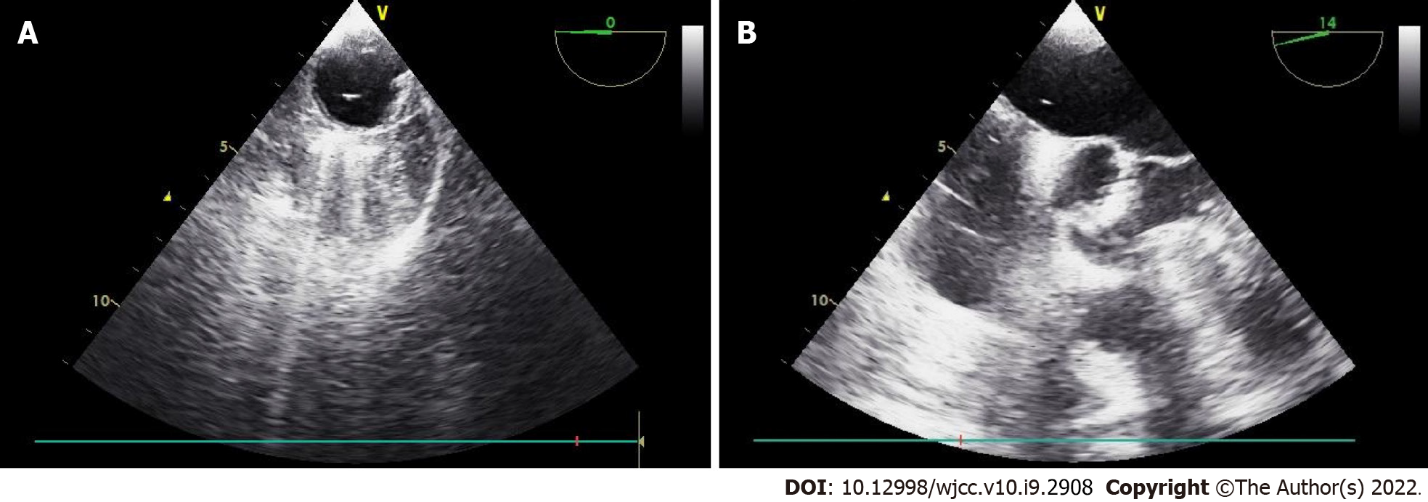 A
V
0
5
10
B
V
14
5
10
DOI: 10.12998/wjcc.v10.i9.2908 Copyright ©The Author(s) 2022.